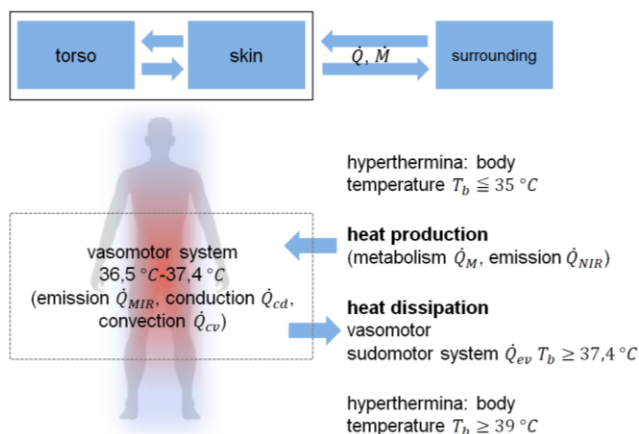 torso
skin
Q̇, Ṁ
surrounding
hyperthermina: body
temperature T_b ≦ 35 °C
heat production
(metabolism Q̇_M, emission Q̇_NIR)
vasomotor system
36,5 °C-37,4 °C
(emission Q̇_MIR, conduction Q̇_cd,
convection Q̇_cv)
heat dissipation
vasomotor
sudomotor system Q̇_ev T_b ≥ 37,4 °C
hyperthermina: body
temperature T_b ≥ 39 °C